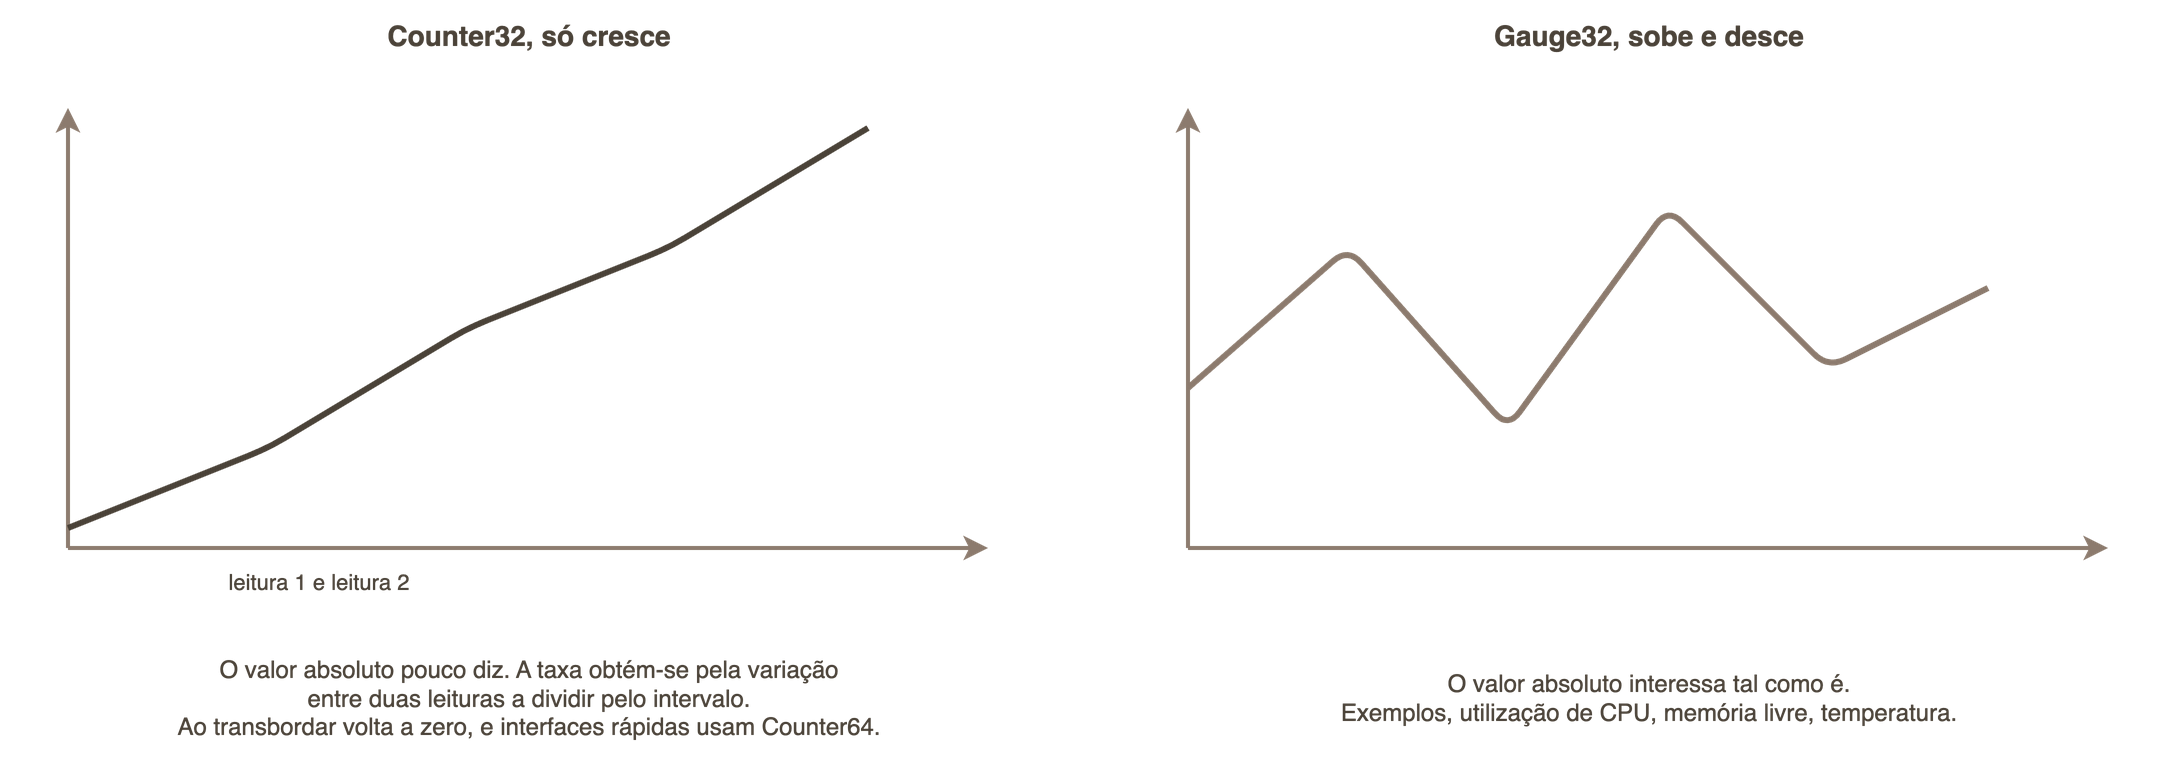 Counter32, só cresce
leitura 1 e leitura 2
O valor absoluto pouco diz. A taxa obtém-se pela variação
entre duas leituras a dividir pelo intervalo.
Ao transbordar volta a zero, e interfaces rápidas usam Counter64.
Gauge32, sobe e desce
O valor absoluto interessa tal como é.
Exemplos, utilização de CPU, memória livre, temperatura.